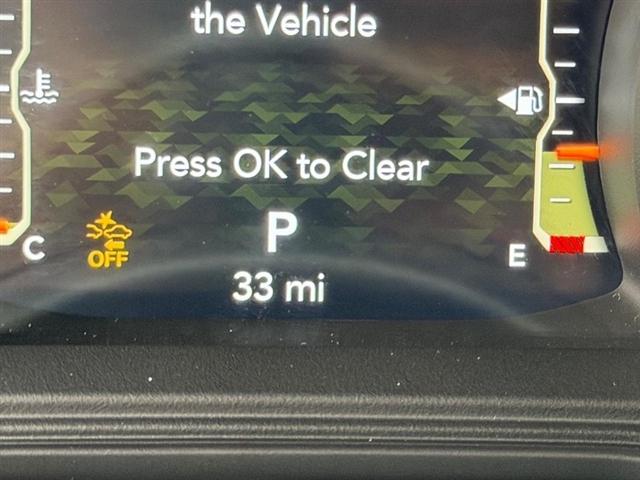 the Vehicle
Press OK to Clear
P
C
OFF
E
33 mi